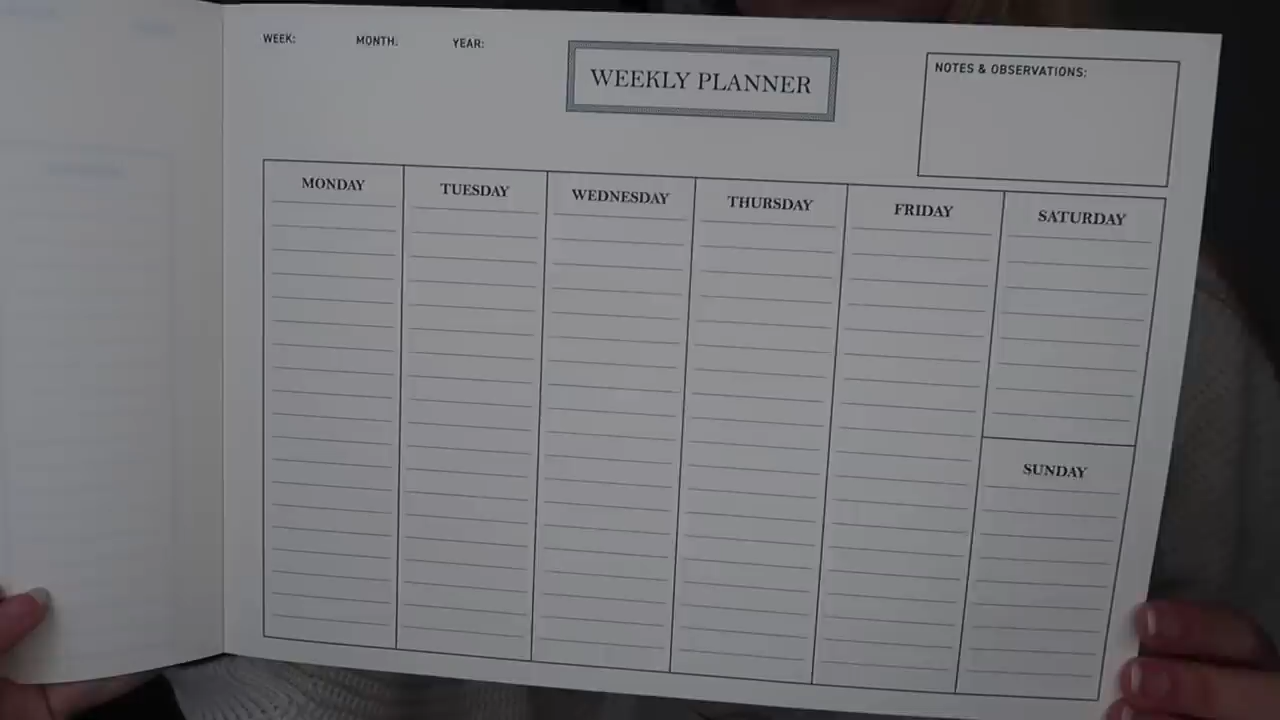 WEEK: MONTH: YEAR:
WEEKLY PLANNER
NOTES & OBSERVATIONS:
MONDAY TUESDAY WEDNESDAY THURSDAY FRIDAY SATURDAY
SUNDAY